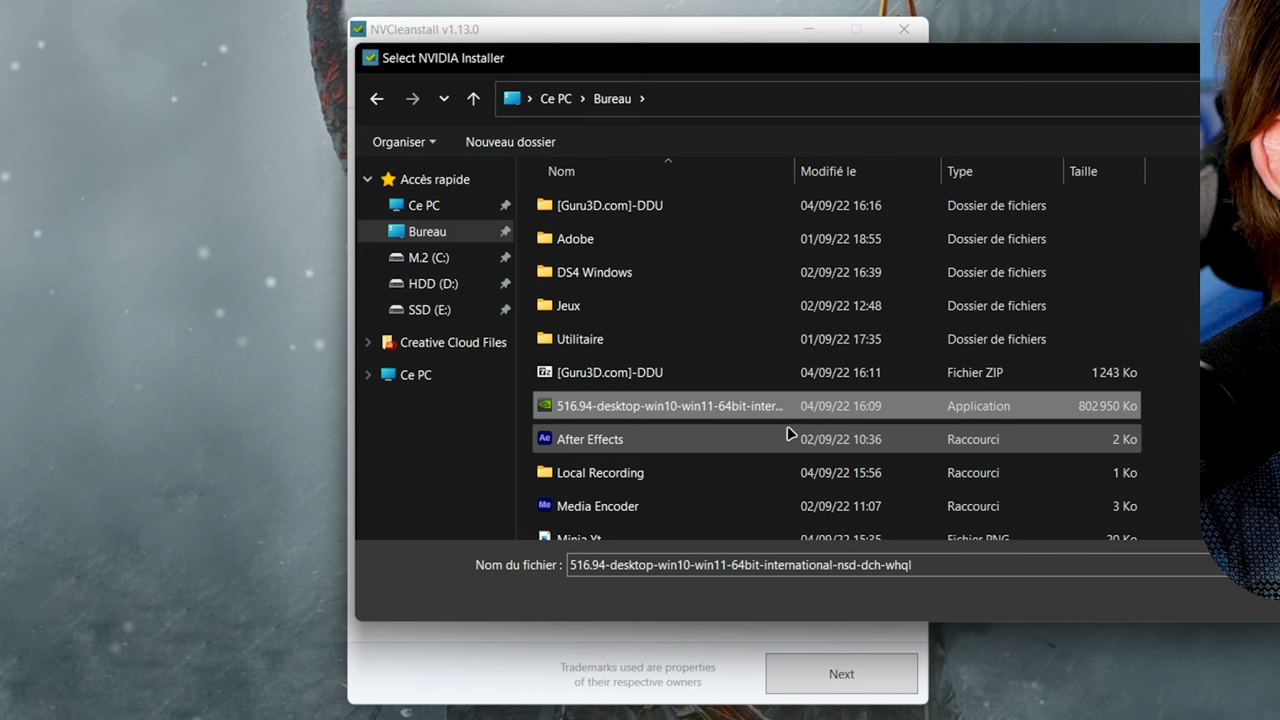 NVCleanstall v1.13.0
Select NVIDIA Installer
Ce PC
Bureau
Organiser
Nouveau dossier
Nom
Modifié le
Type
Taille
Accès rapide
Ce PC
Bureau
M.2 (C:)
HDD (D:)
SSD (E:)
Creative Cloud Files
Ce PC
[Guru3D.com]-DDU 04/09/22 16:16 Dossier de fichiers
Adobe 01/09/22 18:55 Dossier de fichiers
DS4 Windows 02/09/22 16:39 Dossier de fichiers
Jeux 02/09/22 12:48 Dossier de fichiers
Utilitaire 01/09/22 17:35 Dossier de fichiers
[Guru3D.com]-DDU 04/09/22 16:11 Fichier ZIP 1 243 Ko
516.94-desktop-win10-win11-64bit-inter... 04/09/22 16:09 Application 802 950 Ko
Ae After Effects 02/09/22 10:36 Raccourci 2 Ko
Local Recording 04/09/22 15:56 Raccourci 1 Ko
Me Media Encoder 02/09/22 11:07 Raccourci 3 Ko
Minia Yt 04/09/22 15:35 Fichier PNG 20 Ko
Nom du fichier : 516.94-desktop-win10-win11-64bit-international-nsd-dch-whql
Trademarks used are properties
of their respective owners
Next